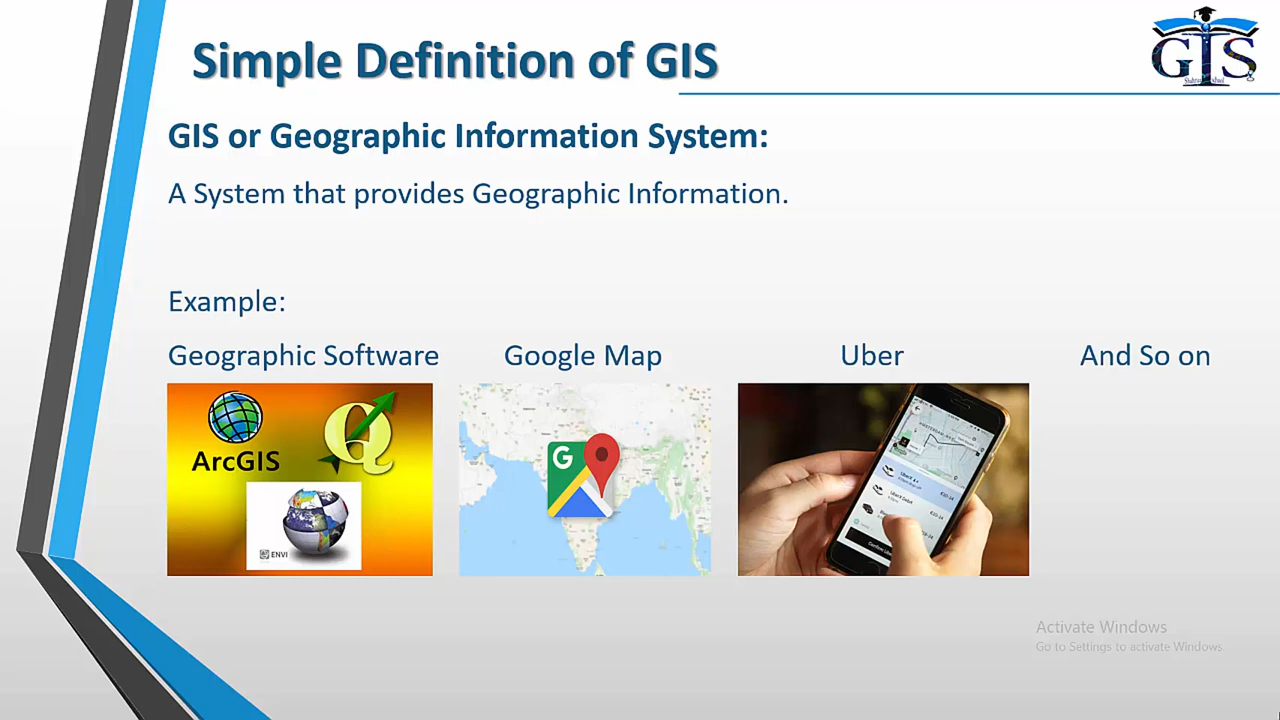 Simple Definition of GIS
GIS
GIS or Geographic Information System:
A System that provides Geographic Information.
Example:
Geographic Software
Google Map
Uber
And So on
ArcGIS
Q
ENVI
G
Activate Windows
Go to Settings to activate Windows.